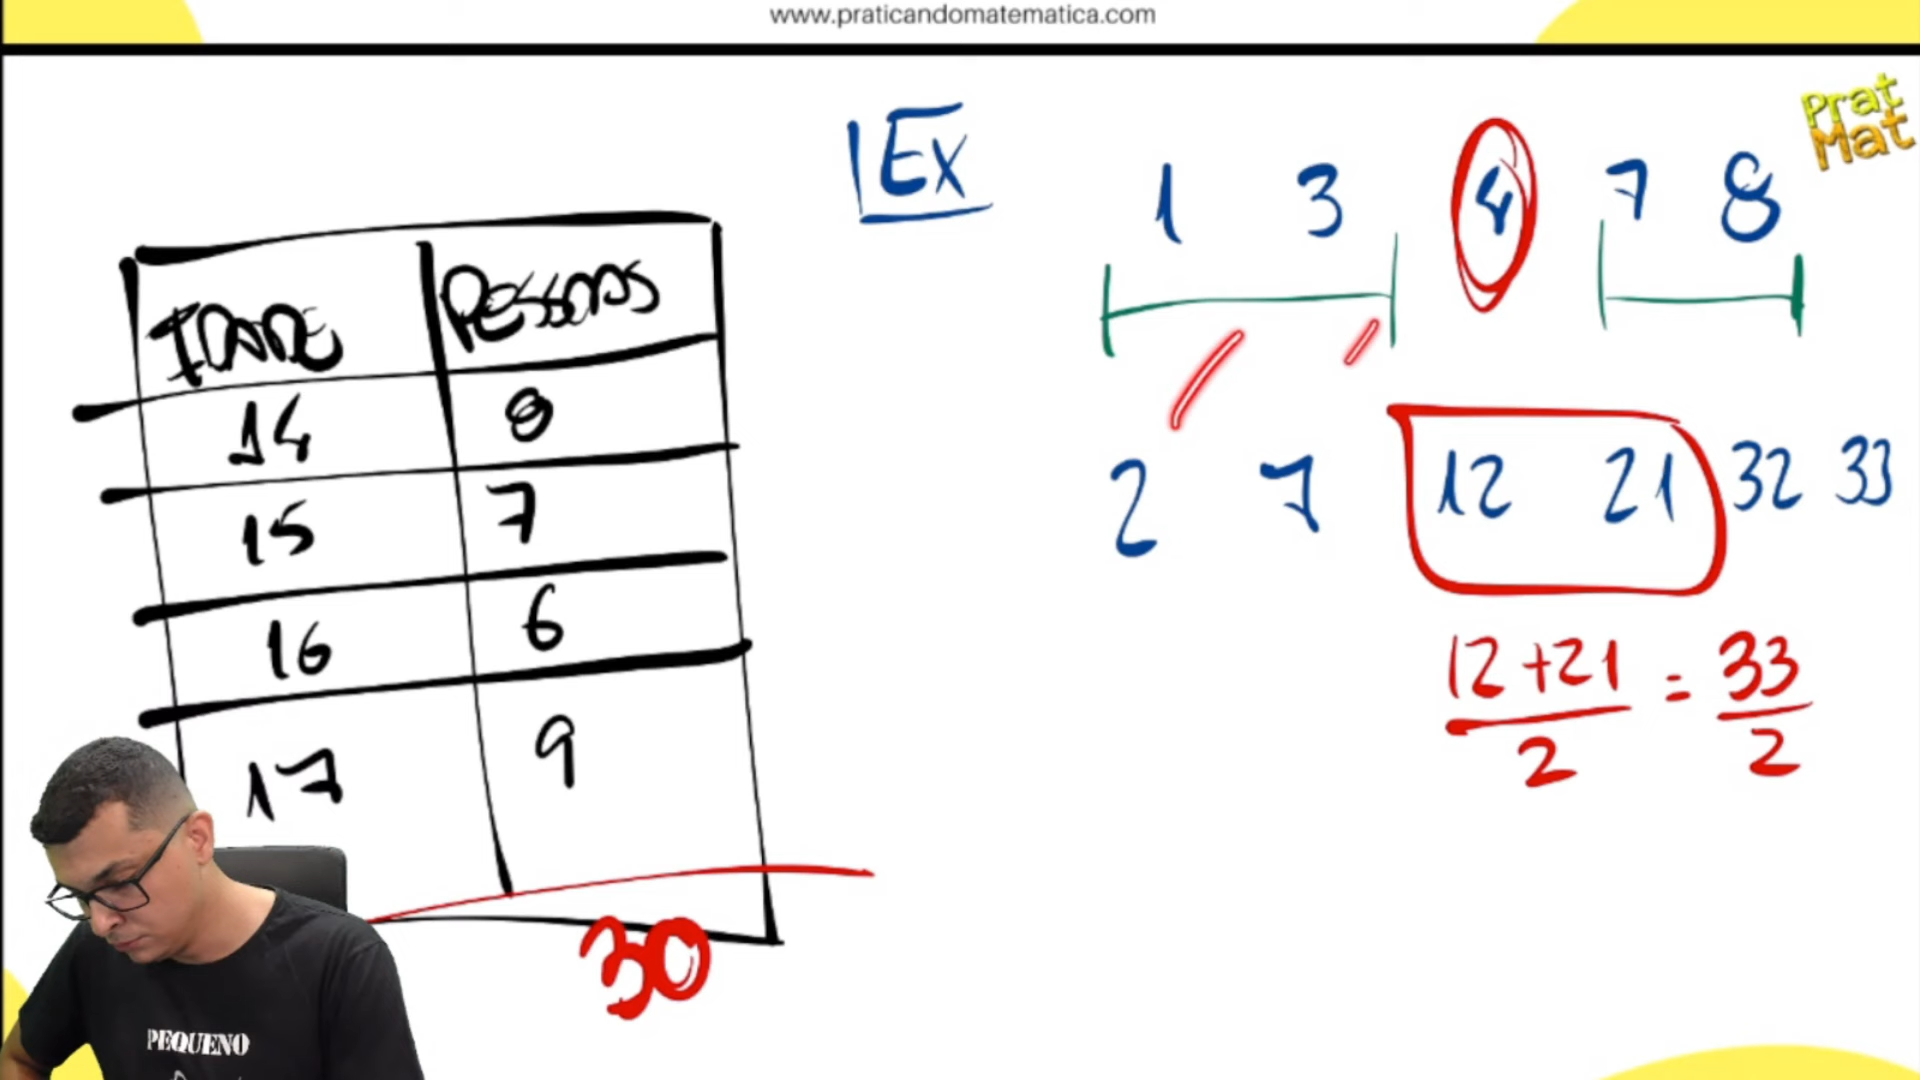 www.praticandomatematica.com
Prat
Mat
Ex
1 3 4 7 8
IDADE PESSOAS
14 8
15 7
16 6
17 9
30
2 7 12 21 32 33
12+21 = 33
2 2
PEQUENO